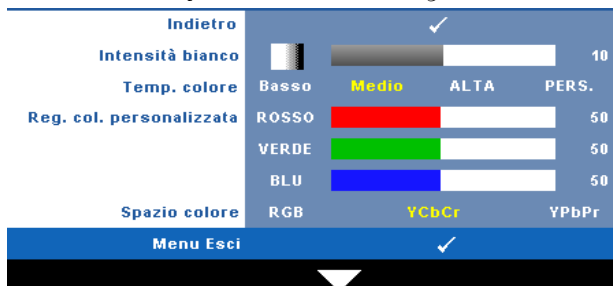 Indietro
Intensità bianco 10
Temp. colore Basso Medio ALTA PERS.
Reg. col. personalizzata ROSSO 50
VERDE 50
BLU 50
Spazio colore RGB YCbCr YPbPr
Menu Esci